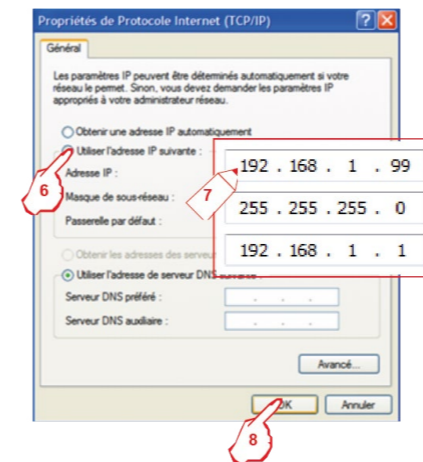 Propriétés de Protocole Internet (TCP/IP)
Général
Les paramètres IP peuvent être déterminés automatiquement si votre
réseau le permet. Sinon, vous devez demander les paramètres IP
appropriés à votre administrateur réseau.
Obtenir une adresse IP automatiquement
Utiliser l'adresse IP suivante :
Adresse IP :
192 . 168 . 1 . 99
6
7
Masque de sous-réseau :
255 . 255 . 255 . 0
Passerelle par défaut :
192 . 168 . 1 . 1
Obtenir les adresses des serveu
Utiliser l'adresse de serveur DNS suivante :
Serveur DNS préféré :
Serveur DNS auxiliaire :
Avancé...
OK
Annuler
8